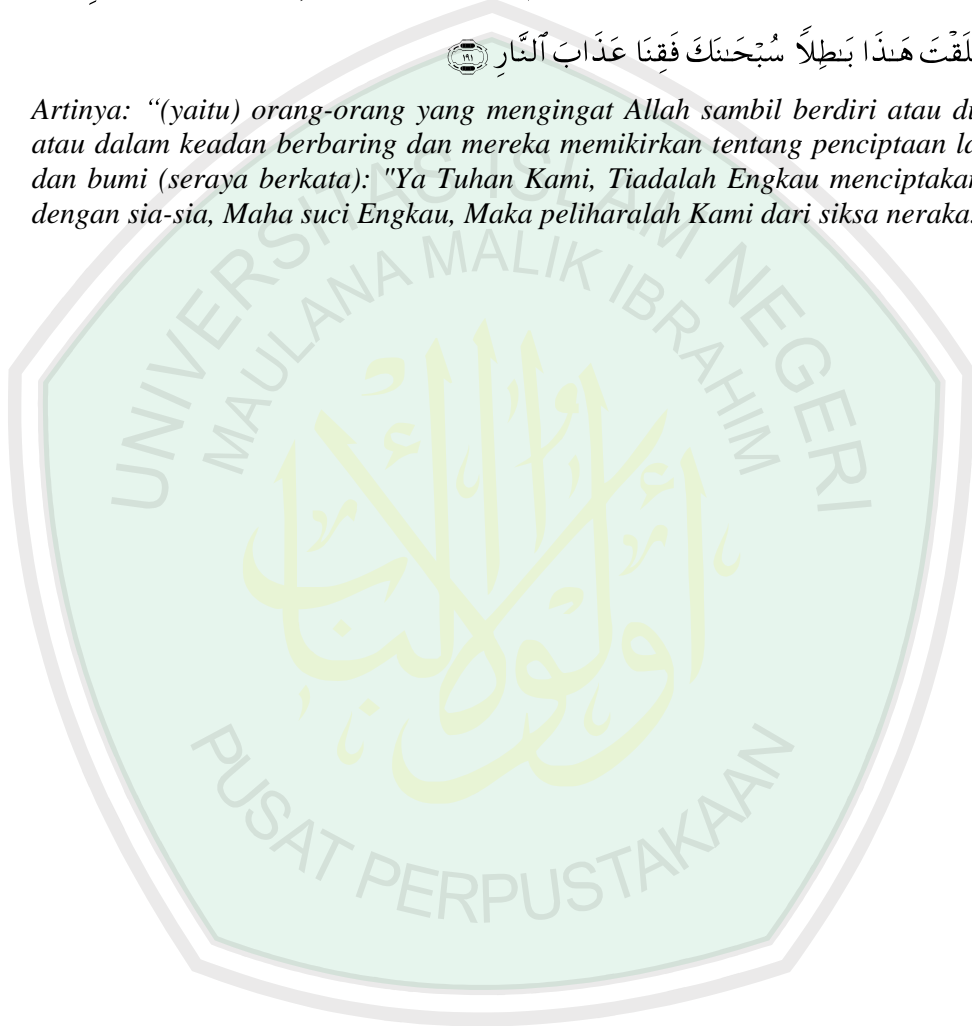 لَقْتَ هَـٰذَا بَـٰطِلًا سُبْحَـٰنَكَ فَقِنَا عَذَابَ ٱلنَّارِ ﴿١٩١﴾
Artinya: “(yaitu) orang-orang yang mengingat Allah sambil berdiri atau
atau dalam keadan berbaring dan mereka memikirkan tentang penciptaan
dan bumi (seraya berkata): "Ya Tuhan Kami, Tiadalah Engkau
dengan sia-sia, Maha suci Engkau, Maka peliharalah Kami dari siksa neraka
UNIVERSITAS ISLAM NEGERI
MAULANA MALIK IBRAHIM
أولوا الألباب
PUSAT PERPUSTAKAAN